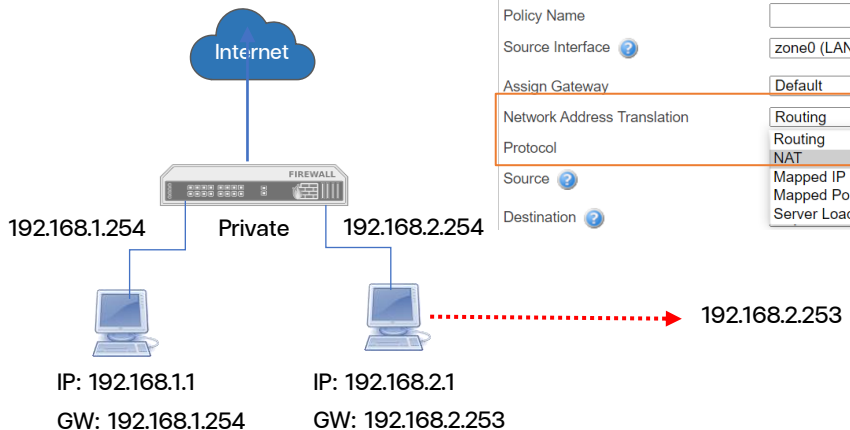 Internet
FIREWALL
192.168.1.254
Private
192.168.2.254
IP: 192.168.1.1
GW: 192.168.1.254
IP: 192.168.2.1
GW: 192.168.2.253
192.168.2.253
Policy Name
Source Interface
zone0 (LAN
Assign Gateway
Default
Network Address Translation
Routing
Protocol
Routing
NAT
Mapped IP
Mapped Po
Server Load
Source
Destination